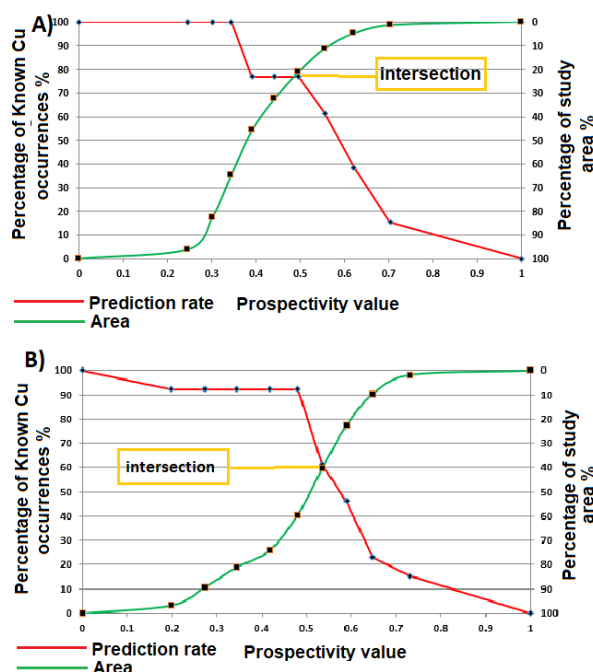 A)
Percentage of Known Cu
occurrences %
100
90
80
70
60
50
40
30
20
10
0
intersection
0
10
20
30
40
50
60
70
80
90
100
Percentage of study
area %
0 0.1 0.2 0.3 0.4 0.5 0.6 0.7 0.8 0.9 1
Prediction rate
Prospectivity value
Area
B)
Percentage of Known Cu
occurrences %
100
90
80
70
60
50
40
30
20
10
0
intersection
0
10
20
30
40
50
60
70
80
90
100
Percentage of study
area %
0 0.1 0.2 0.3 0.4 0.5 0.6 0.7 0.8 0.9 1
Prediction rate
Prospectivity value
Area